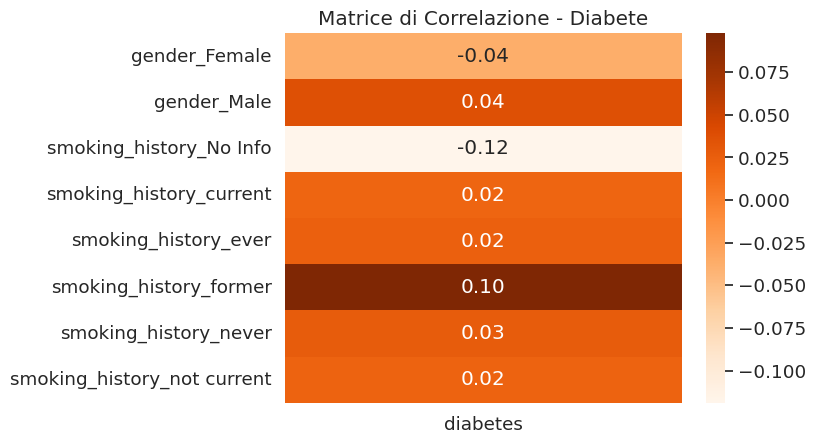 Matrice di Correlazione - Diabete
gender_Female
-0.04
gender_Male
0.04
smoking_history_No Info
-0.12
smoking_history_current
0.02
smoking_history_ever
0.02
smoking_history_former
0.10
smoking_history_never
0.03
smoking_history_not current
0.02
diabetes
0.075
0.050
0.025
0.000
−0.025
−0.050
−0.075
−0.100